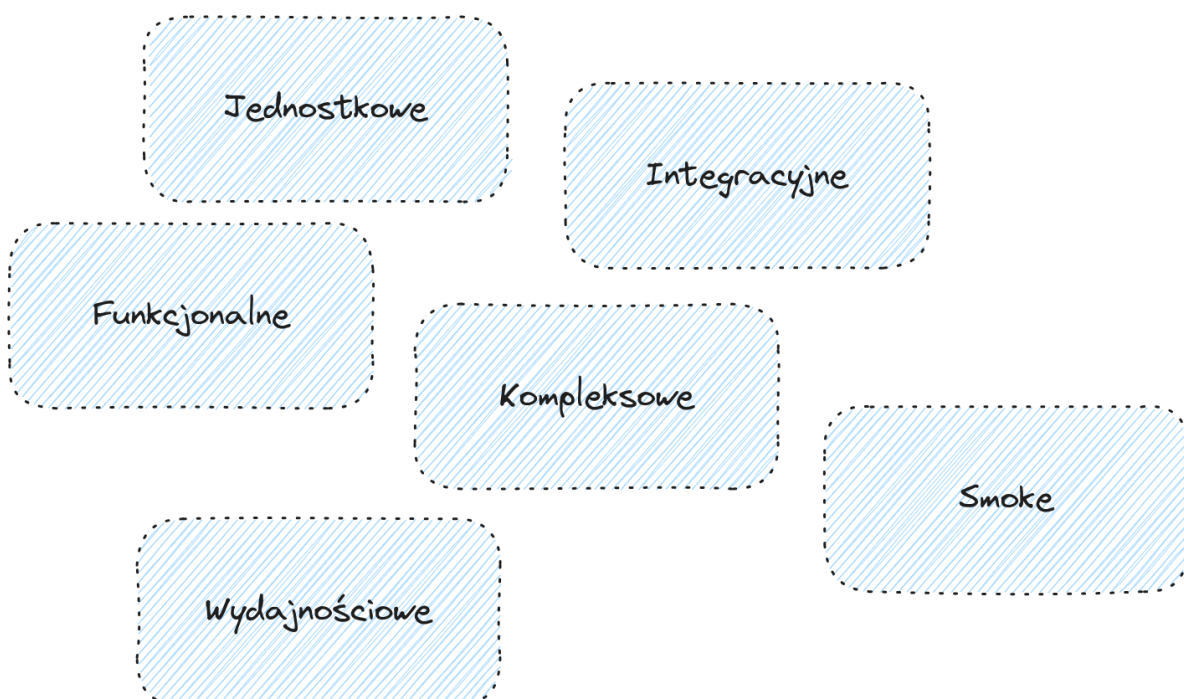 Jednostkowe
Integracyjne
Funkcjonalne
Kompleksowe
Smoke
Wydajnościowe